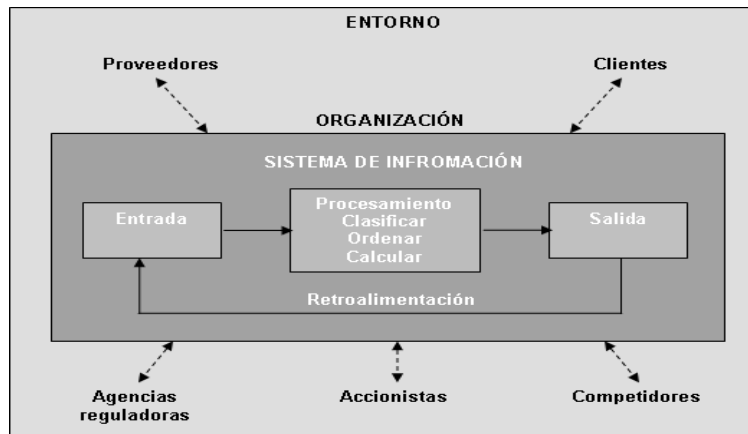 ENTORNO
Proveedores
Clientes
ORGANIZACIÓN
SISTEMA DE INFROMACIÓN
Entrada
Procesamiento
Clasificar
Ordenar
Calcular
Salida
Retroalimentación
Agencias
reguladoras
Accionistas
Competidores